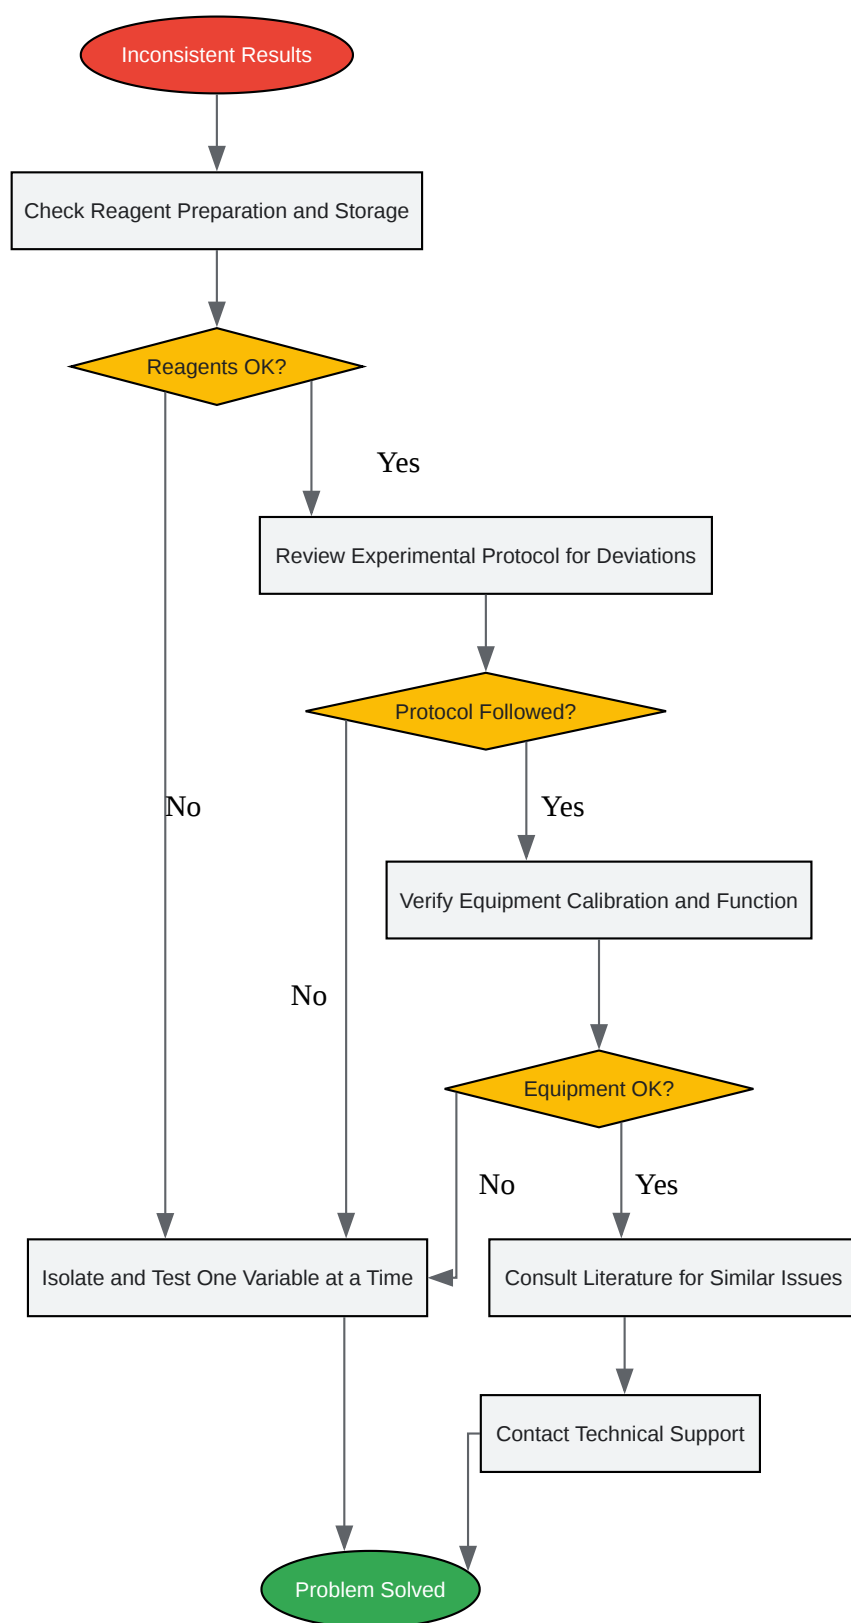 Inconsistent Results
Check Reagent Preparation and Storage
Reagents OK?
Yes
Review Experimental Protocol for Deviations
Protocol Followed?
No
Yes
Verify Equipment Calibration and Function
No
Equipment OK?
No
Yes
Isolate and Test One Variable at a Time
Consult Literature for Similar Issues
Contact Technical Support
Problem Solved